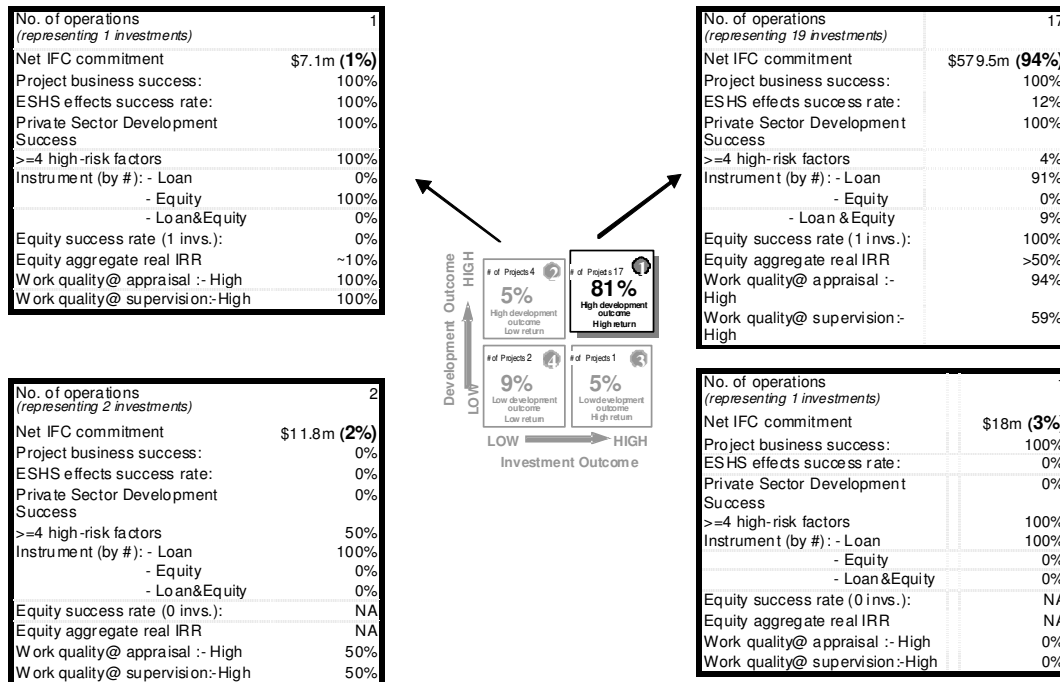 No. of operations 1
(representing 1 investments)
Net IFC commitment $7.1m (1%)
Project business success: 100%
ESHS effects success rate: 100%
Private Sector Development 100%
Success
>=4 high-risk factors 100%
Instrument (by #): - Loan 0%
- Equity 100%
- Loan&Equity 0%
Equity success rate (1 invs.): 0%
Equity aggregate real IRR ~10%
Work quality@ appraisal :- High 100%
Work quality@ supervision:-High 100%
No. of operations 17
(representing 19 investments)
Net IFC commitment $579.5m (94%)
Project business success: 100%
ESHS effects success rate: 12%
Private Sector Development 100%
Success
>=4 high-risk factors 4%
Instrument (by #): - Loan 91%
- Equity 0%
- Loan & Equity 9%
Equity success rate (1 invs.): 100%
Equity aggregate real IRR >50%
Work quality@ appraisal :- 94%
High
Work quality@ supervision:- 59%
High
Development Outcome
LOW HIGH
# of Projects 4 2
5%
High development
outcome
Low return
# of Projects 17 1
81%
High development
outcome
High return
# of Projects 2 4
9%
Low development
outcome
Low return
# of Projects 1 3
5%
Low development
outcome
High return
LOW HIGH
Investment Outcome
No. of operations 2
(representing 2 investments)
Net IFC commitment $11.8m (2%)
Project business success: 0%
ESHS effects success rate: 0%
Private Sector Development 0%
Success
>=4 high-risk factors 50%
Instrument (by #): - Loan 100%
- Equity 0%
- Loan&Equity 0%
Equity success rate (0 invs.): NA
Equity aggregate real IRR NA
Work quality@ appraisal :- High 50%
Work quality@ supervision:-High 50%
No. of operations
(representing 1 investments)
Net IFC commitment $18m (3%)
Project business success: 100%
ESHS effects success rate: 0%
Private Sector Development 0%
Success
>=4 high-risk factors 100%
Instrument (by #): - Loan 100%
- Equity 0%
- Loan&Equity 0%
Equity success rate (0 invs.): NA
Equity aggregate real IRR NA
Work quality@ appraisal :- High 0%
Work quality@ supervision:-High 0%